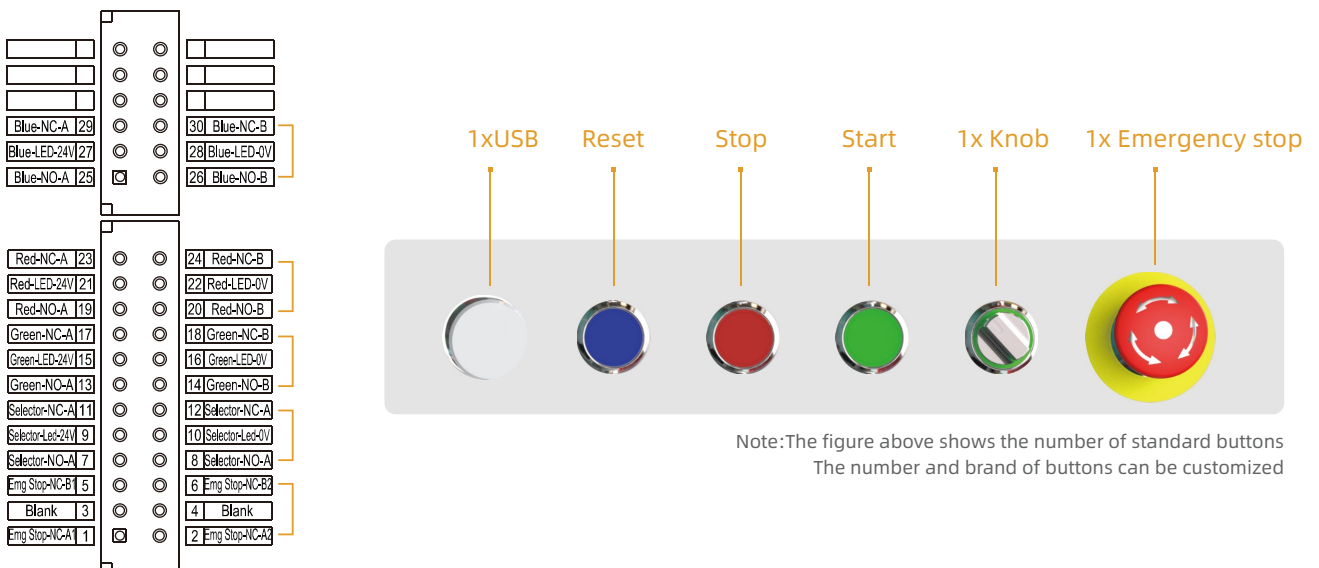 Blue-NC-A 29
30 Blue-NC-B
Blue-LED-24V 27
28 Blue-LED-0V
Blue-NO-A 25
26 Blue-NO-B
Red-NC-A 23
24 Red-NC-B
Red-LED-24V 21
22 Red-LED-0V
Red-NO-A 19
20 Red-NO-B
Green-NC-A 17
18 Green-NC-B
Green-LED-24V 15
16 Green-LED-0V
Green-NO-A 13
14 Green-NO-B
Selector-NC-A 11
12 Selector-NC-A
Selector-Led-24V 9
10 Selector-Led-0V
Selector-NO-A 7
8 Selector-NO-A
Emg Stop-NC-B1 5
6 Emg Stop-NC-B2
Blank 3
4 Blank
Emg Stop-NC-A1 1
2 Emg Stop-NC-A2
1xUSB
Reset
Stop
Start
1x Knob
1x Emergency stop
Note:The figure above shows the number of standard buttons
The number and brand of buttons can be customized